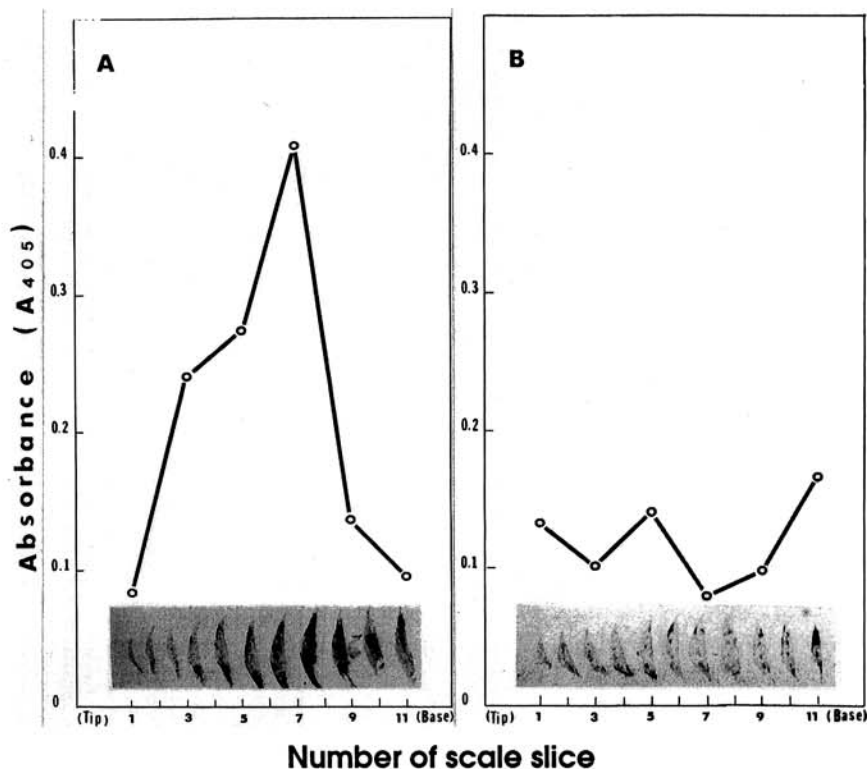 A
B
0.4
0.3
0.2
0.1
0
0.4
0.3
0.2
0.1
0
Absorbance (A405)
(Tip) 1 3 5 7 9 11 (Base)
(Tip) 1 3 5 7 9 11 (Base)
Number of scale slice